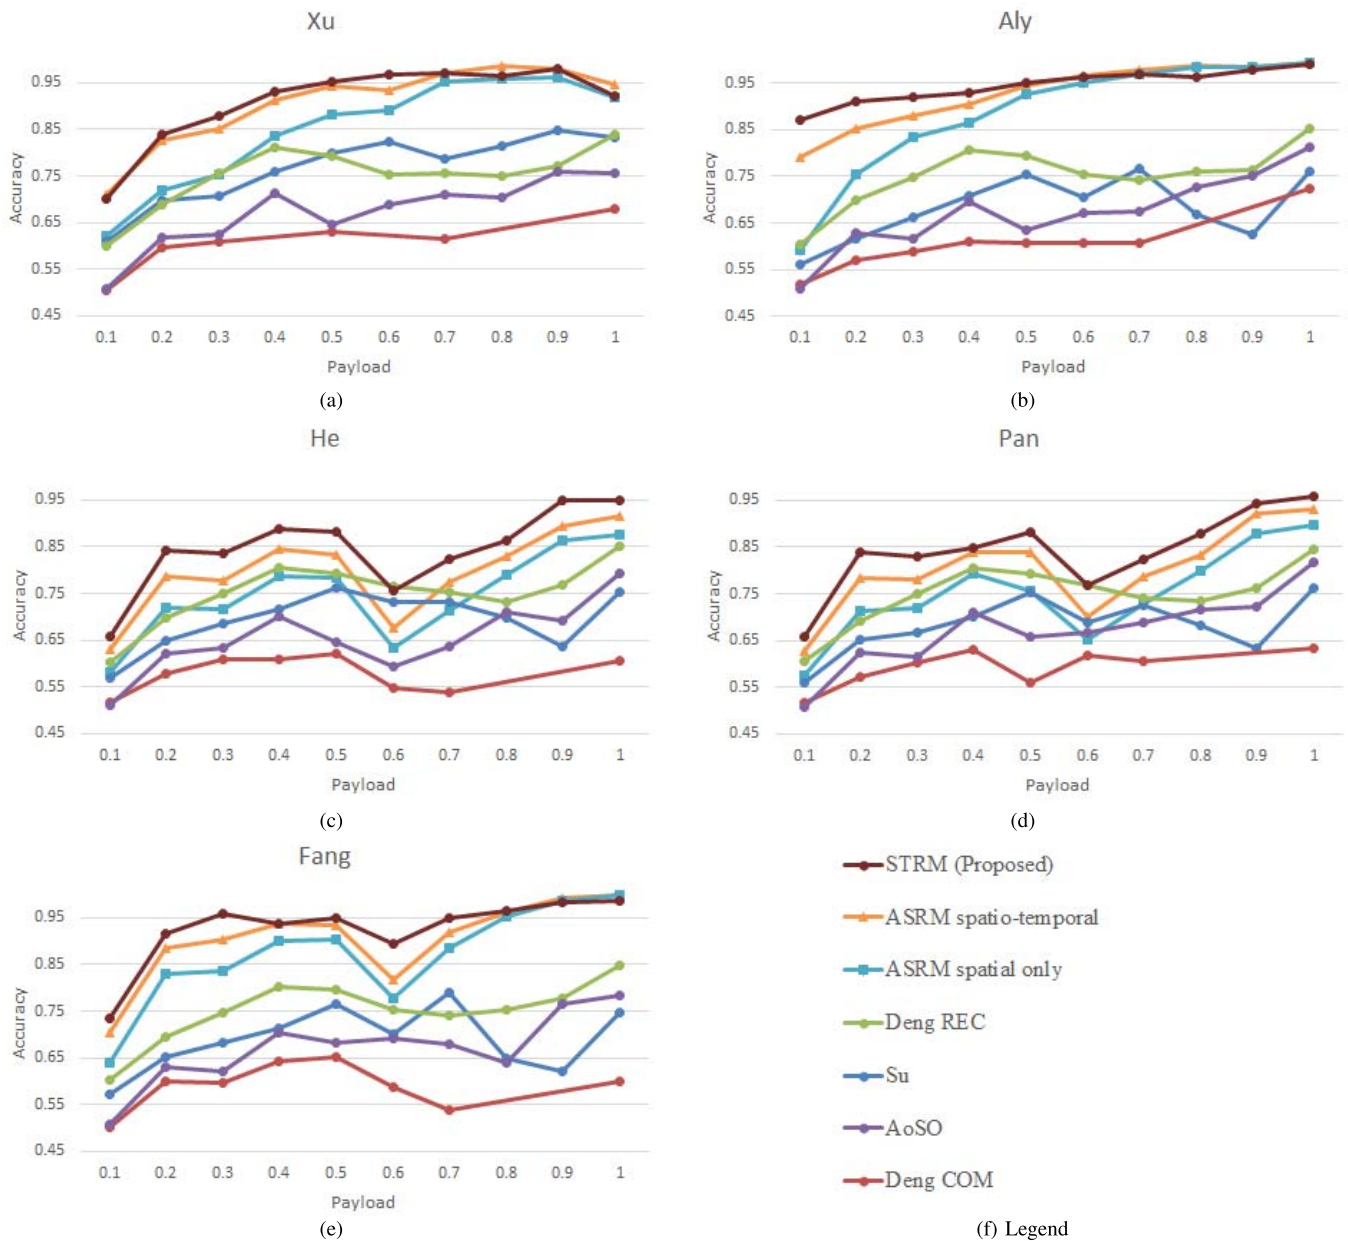 Xu
Accuracy
0.95
0.85
0.75
0.65
0.55
0.45
0.1 0.2 0.3 0.4 0.5 0.6 0.7 0.8 0.9 1
Payload
(a)
Aly
Accuracy
0.95
0.85
0.75
0.65
0.55
0.45
0.1 0.2 0.3 0.4 0.5 0.6 0.7 0.8 0.9 1
Payload
(b)
He
Accuracy
0.95
0.85
0.75
0.65
0.55
0.45
0.1 0.2 0.3 0.4 0.5 0.6 0.7 0.8 0.9 1
Payload
(c)
Pan
Accuracy
0.95
0.85
0.75
0.65
0.55
0.45
0.1 0.2 0.3 0.4 0.5 0.6 0.7 0.8 0.9 1
Payload
(d)
Fang
Accuracy
0.95
0.85
0.75
0.65
0.55
0.45
0.1 0.2 0.3 0.4 0.5 0.6 0.7 0.8 0.9 1
Payload
(e)
STRM (Proposed)
ASRM spatio-temporal
ASRM spatial only
Deng REC
Su
AoSO
Deng COM
(f) Legend